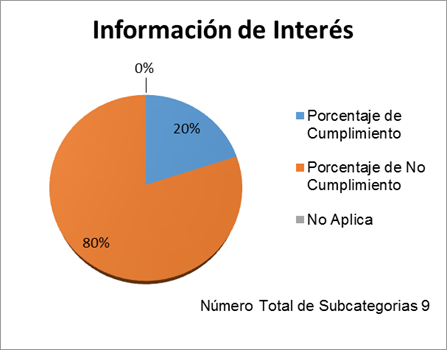 Información de Interés
0%
20%
80%
Porcentaje de
Cumplimiento
Porcentaje de No
Cumplimiento
No Aplica
Número Total de Subcategorias 9